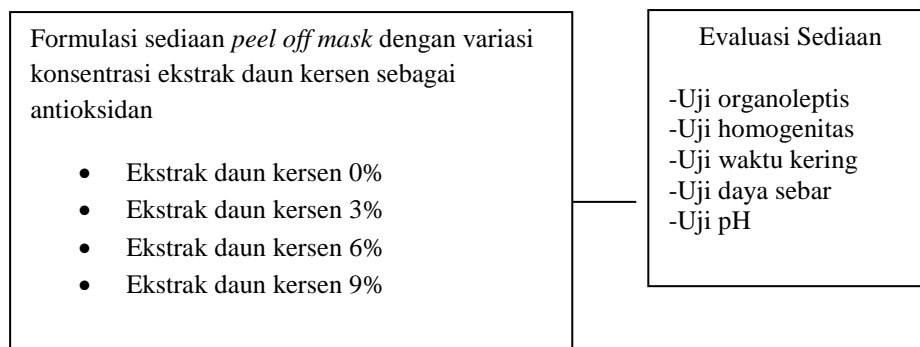 Formulasi sediaan peel off mask dengan variasi
konsentrasi ekstrak daun kersen sebagai
antioksidan
• Ekstrak daun kersen 0%
• Ekstrak daun kersen 3%
• Ekstrak daun kersen 6%
• Ekstrak daun kersen 9%
Evaluasi Sediaan
-Uji organoleptis
-Uji homogenitas
-Uji waktu kering
-Uji daya sebar
-Uji pH